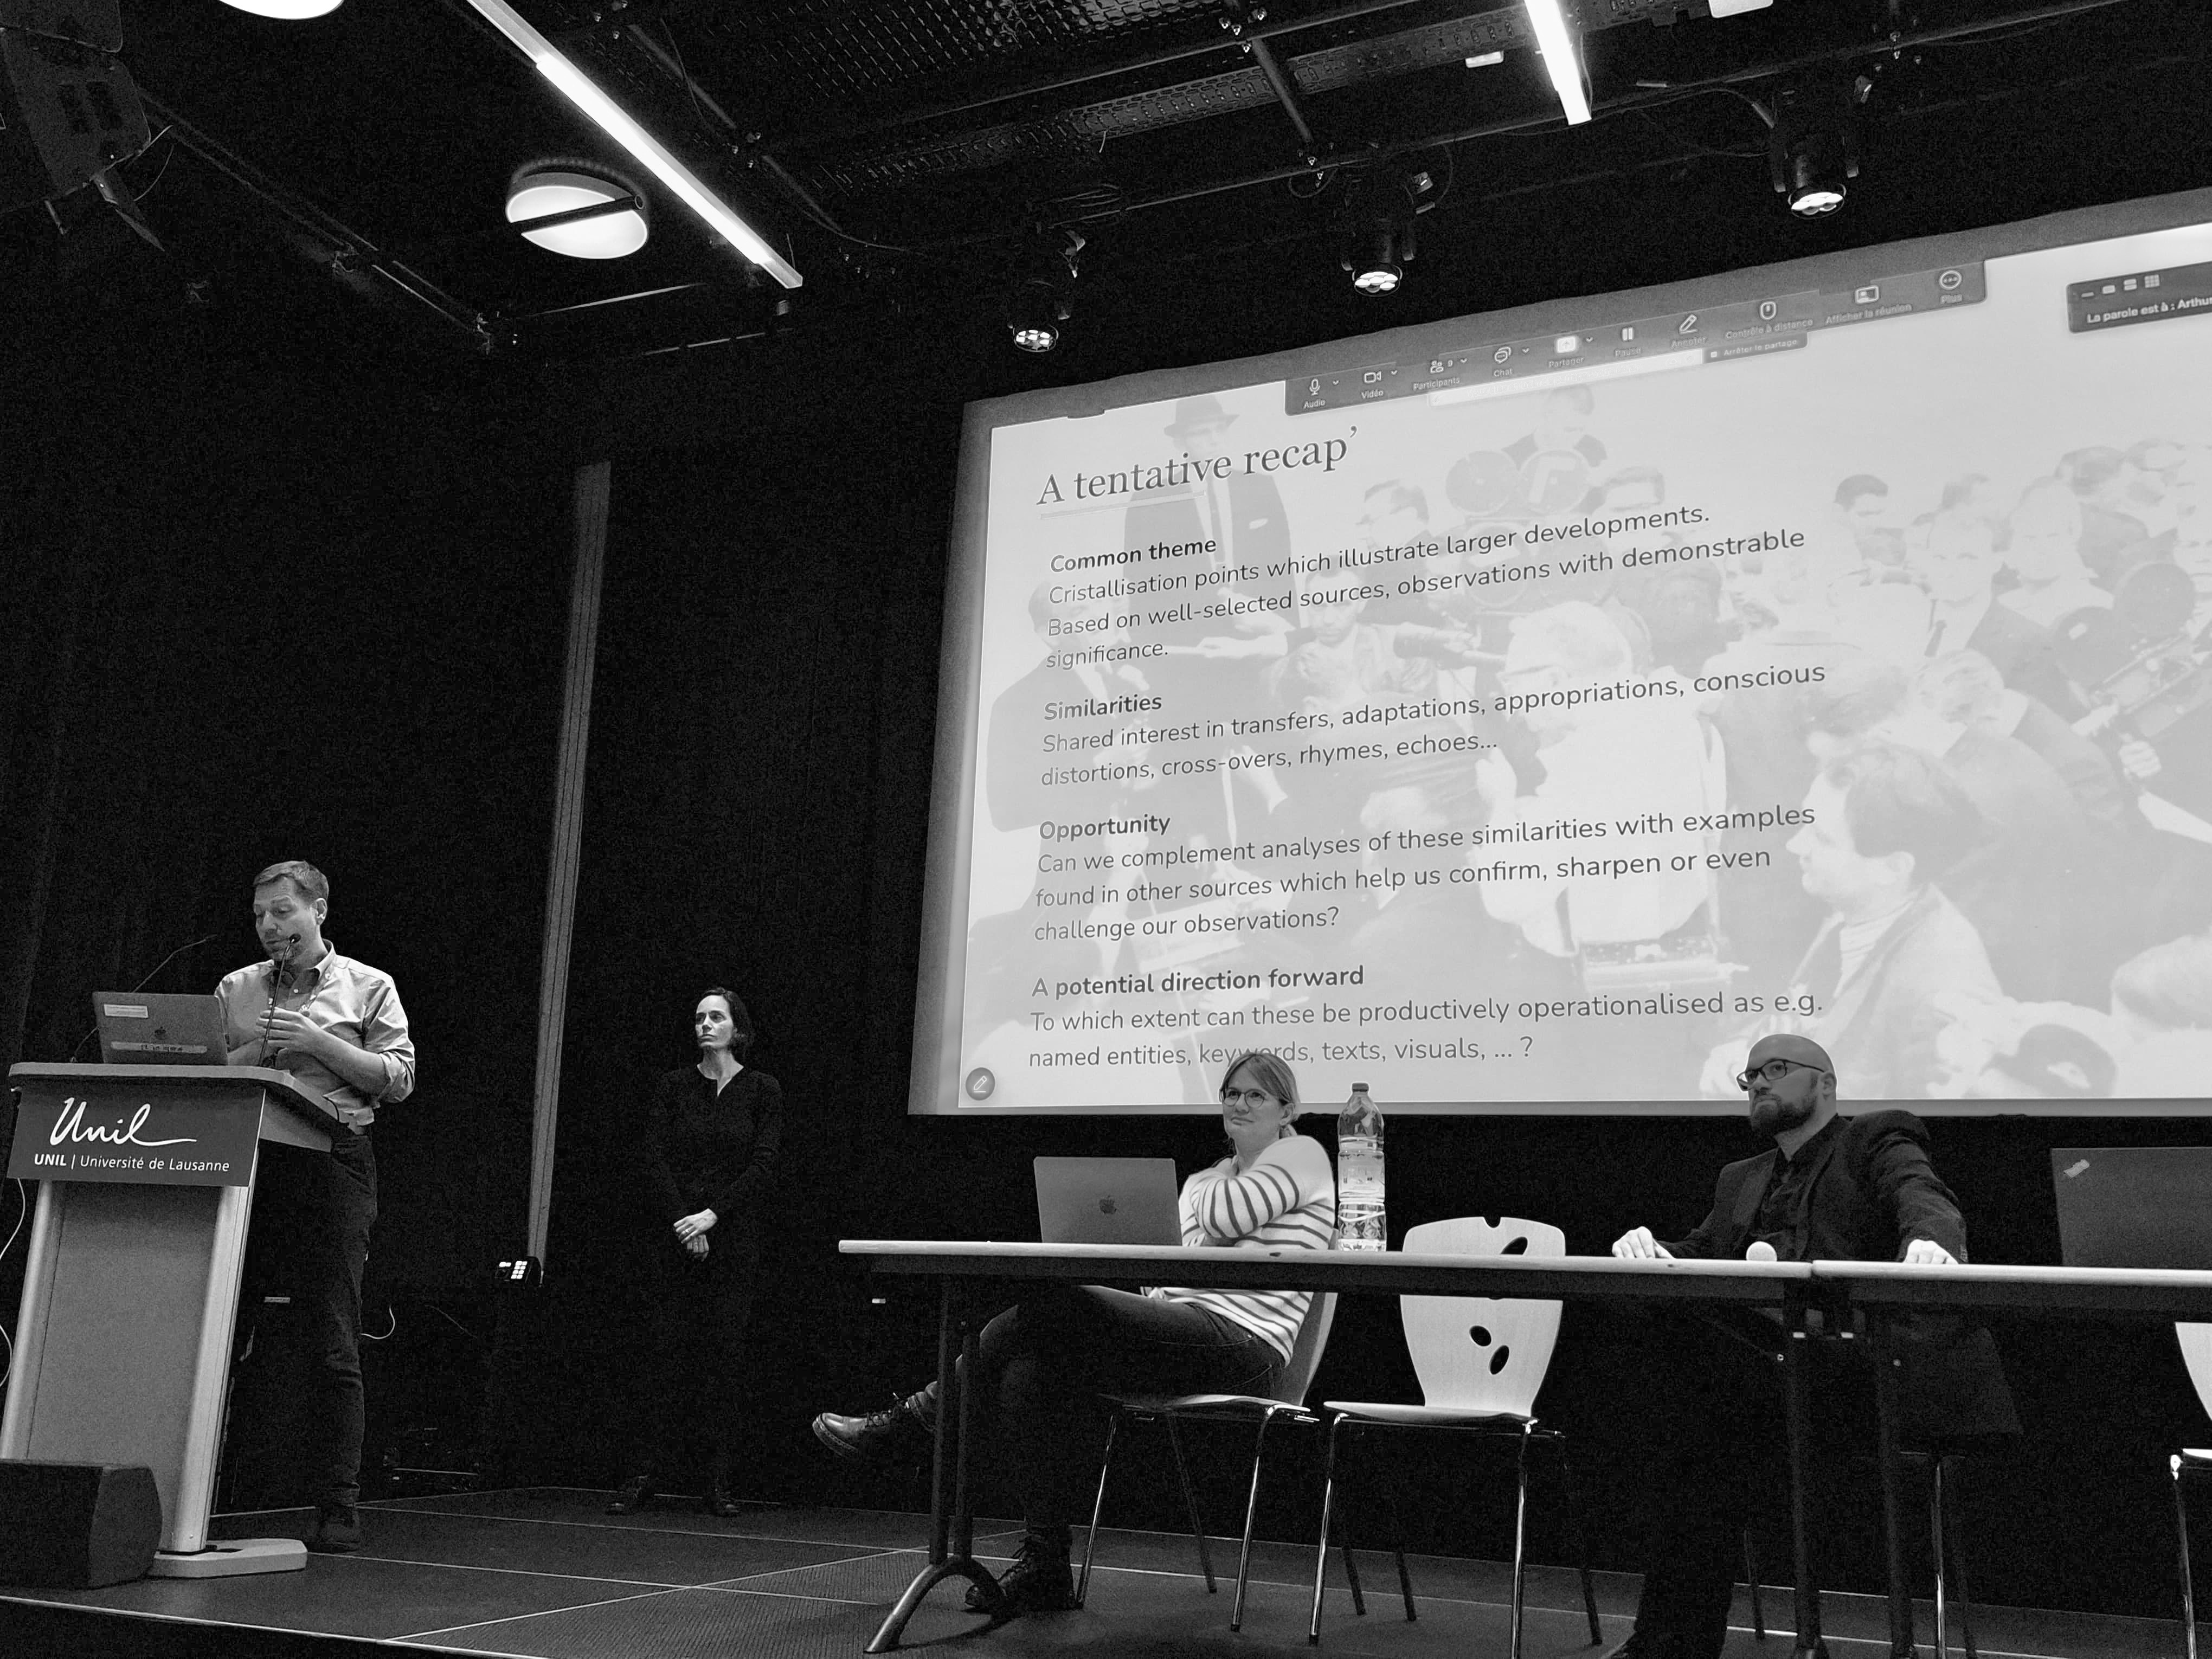 Audio
Vidéo
Participants
9
Chat
Partager
Pause
Annoter
Contrôle à distance
Afficher la réunion
Plus
Arrêter le partage
La parole est à : Arthu
A tentative recap’
Common theme
Cristallisation points which illustrate larger developments.
Based on well-selected sources, observations with demonstrable
significance.
Similarities
Shared interest in transfers, adaptations, appropriations, conscious
distortions, cross-overs, rhymes, echoes...
Opportunity
Can we complement analyses of these similarities with examples
found in other sources which help us confirm, sharpen or even
challenge our observations?
A potential direction forward
To which extent can these be productively operationalised as e.g.
named entities, keywords, texts, visuals, ... ?
Unil
UNIL | Université de Lausanne